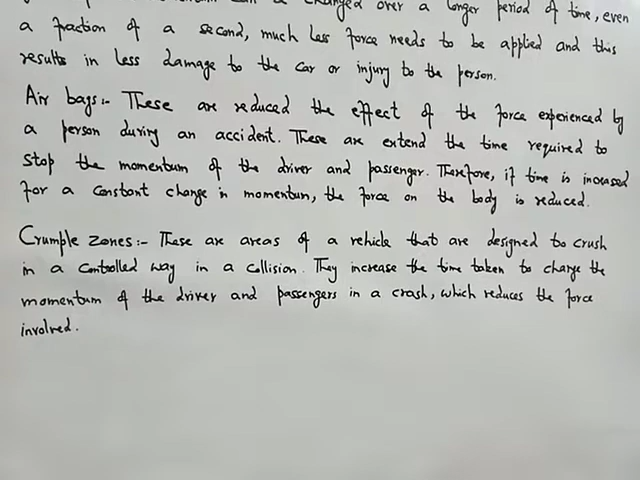 changed over a longer period of time, even
a fraction of a second, much less force needs to be applied and this
results in less damage to the car or injury to the person.
Air bags:- These are reduced the effect of the force experienced by
a person during an accident. These are extend the time required to
stop the momentum of the driver and passenger. Therefore, if time is increased
for a constant change in momentum, the force on the body is reduced.
Crumple zones:- These are areas of a vehicle that are designed to crush
in a controlled way in a collision. They increase the time taken to change the
momentum of the driver and passengers in a crash, which reduces the force
involved.